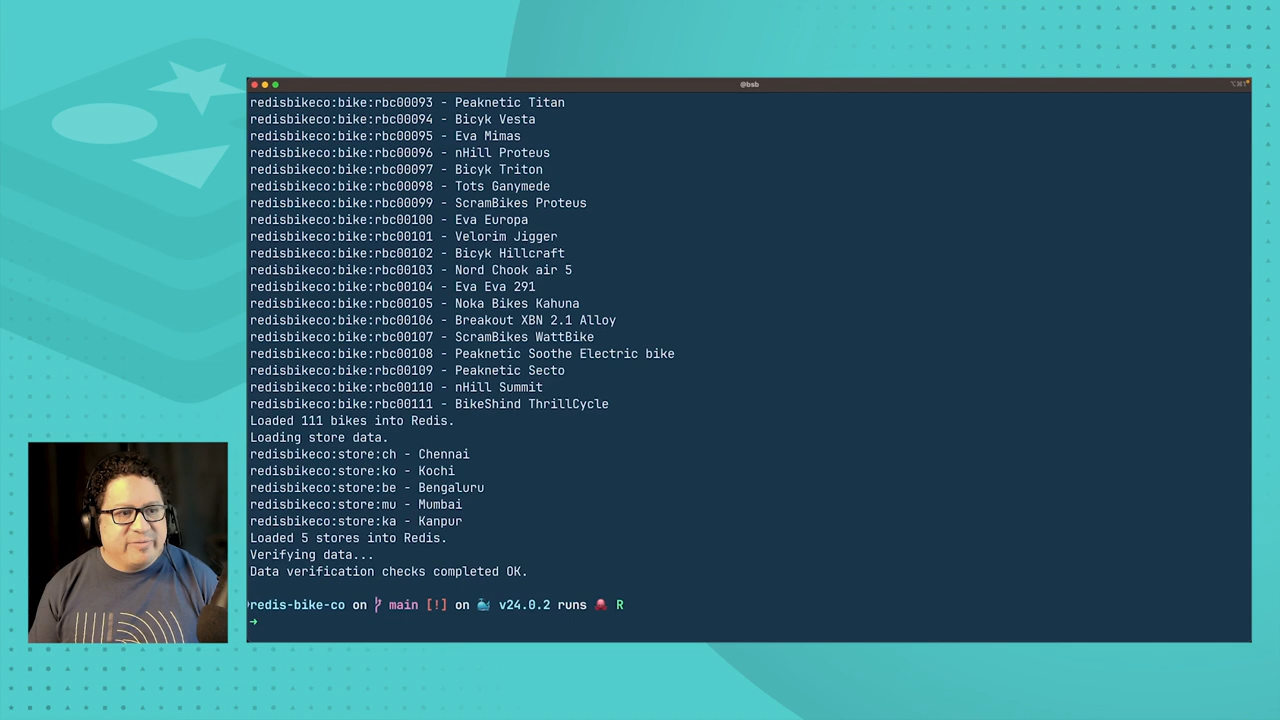 @bsb
redisbikeco:bike:rbc00093 - Peaknetic Titan
redisbikeco:bike:rbc00094 - Bicyk Vesta
redisbikeco:bike:rbc00095 - Eva Mimas
redisbikeco:bike:rbc00096 - nHill Proteus
redisbikeco:bike:rbc00097 - Bicyk Triton
redisbikeco:bike:rbc00098 - Tots Ganymede
redisbikeco:bike:rbc00099 - ScramBikes Proteus
redisbikeco:bike:rbc00100 - Eva Europa
redisbikeco:bike:rbc00101 - Velorim Jigger
redisbikeco:bike:rbc00102 - Bicyk Hillcraft
redisbikeco:bike:rbc00103 - Nord Chook air 5
redisbikeco:bike:rbc00104 - Eva Eva 291
redisbikeco:bike:rbc00105 - Noka Bikes Kahuna
redisbikeco:bike:rbc00106 - Breakout XBN 2.1 Alloy
redisbikeco:bike:rbc00107 - ScramBikes WattBike
redisbikeco:bike:rbc00108 - Peaknetic Soothe Electric bike
redisbikeco:bike:rbc00109 - Peaknetic Secto
redisbikeco:bike:rbc00110 - nHill Summit
redisbikeco:bike:rbc00111 - BikeShind ThrillCycle
Loaded 111 bikes into Redis.
Loading store data.
redisbikeco:store:ch - Chennai
redisbikeco:store:ko - Kochi
redisbikeco:store:be - Bengaluru
redisbikeco:store:mu - Mumbai
redisbikeco:store:ka - Kanpur
Loaded 5 stores into Redis.
Verifying data...
Data verification checks completed OK.
redis-bike-co on main [!] on 🐳 v24.0.2 runs R
→